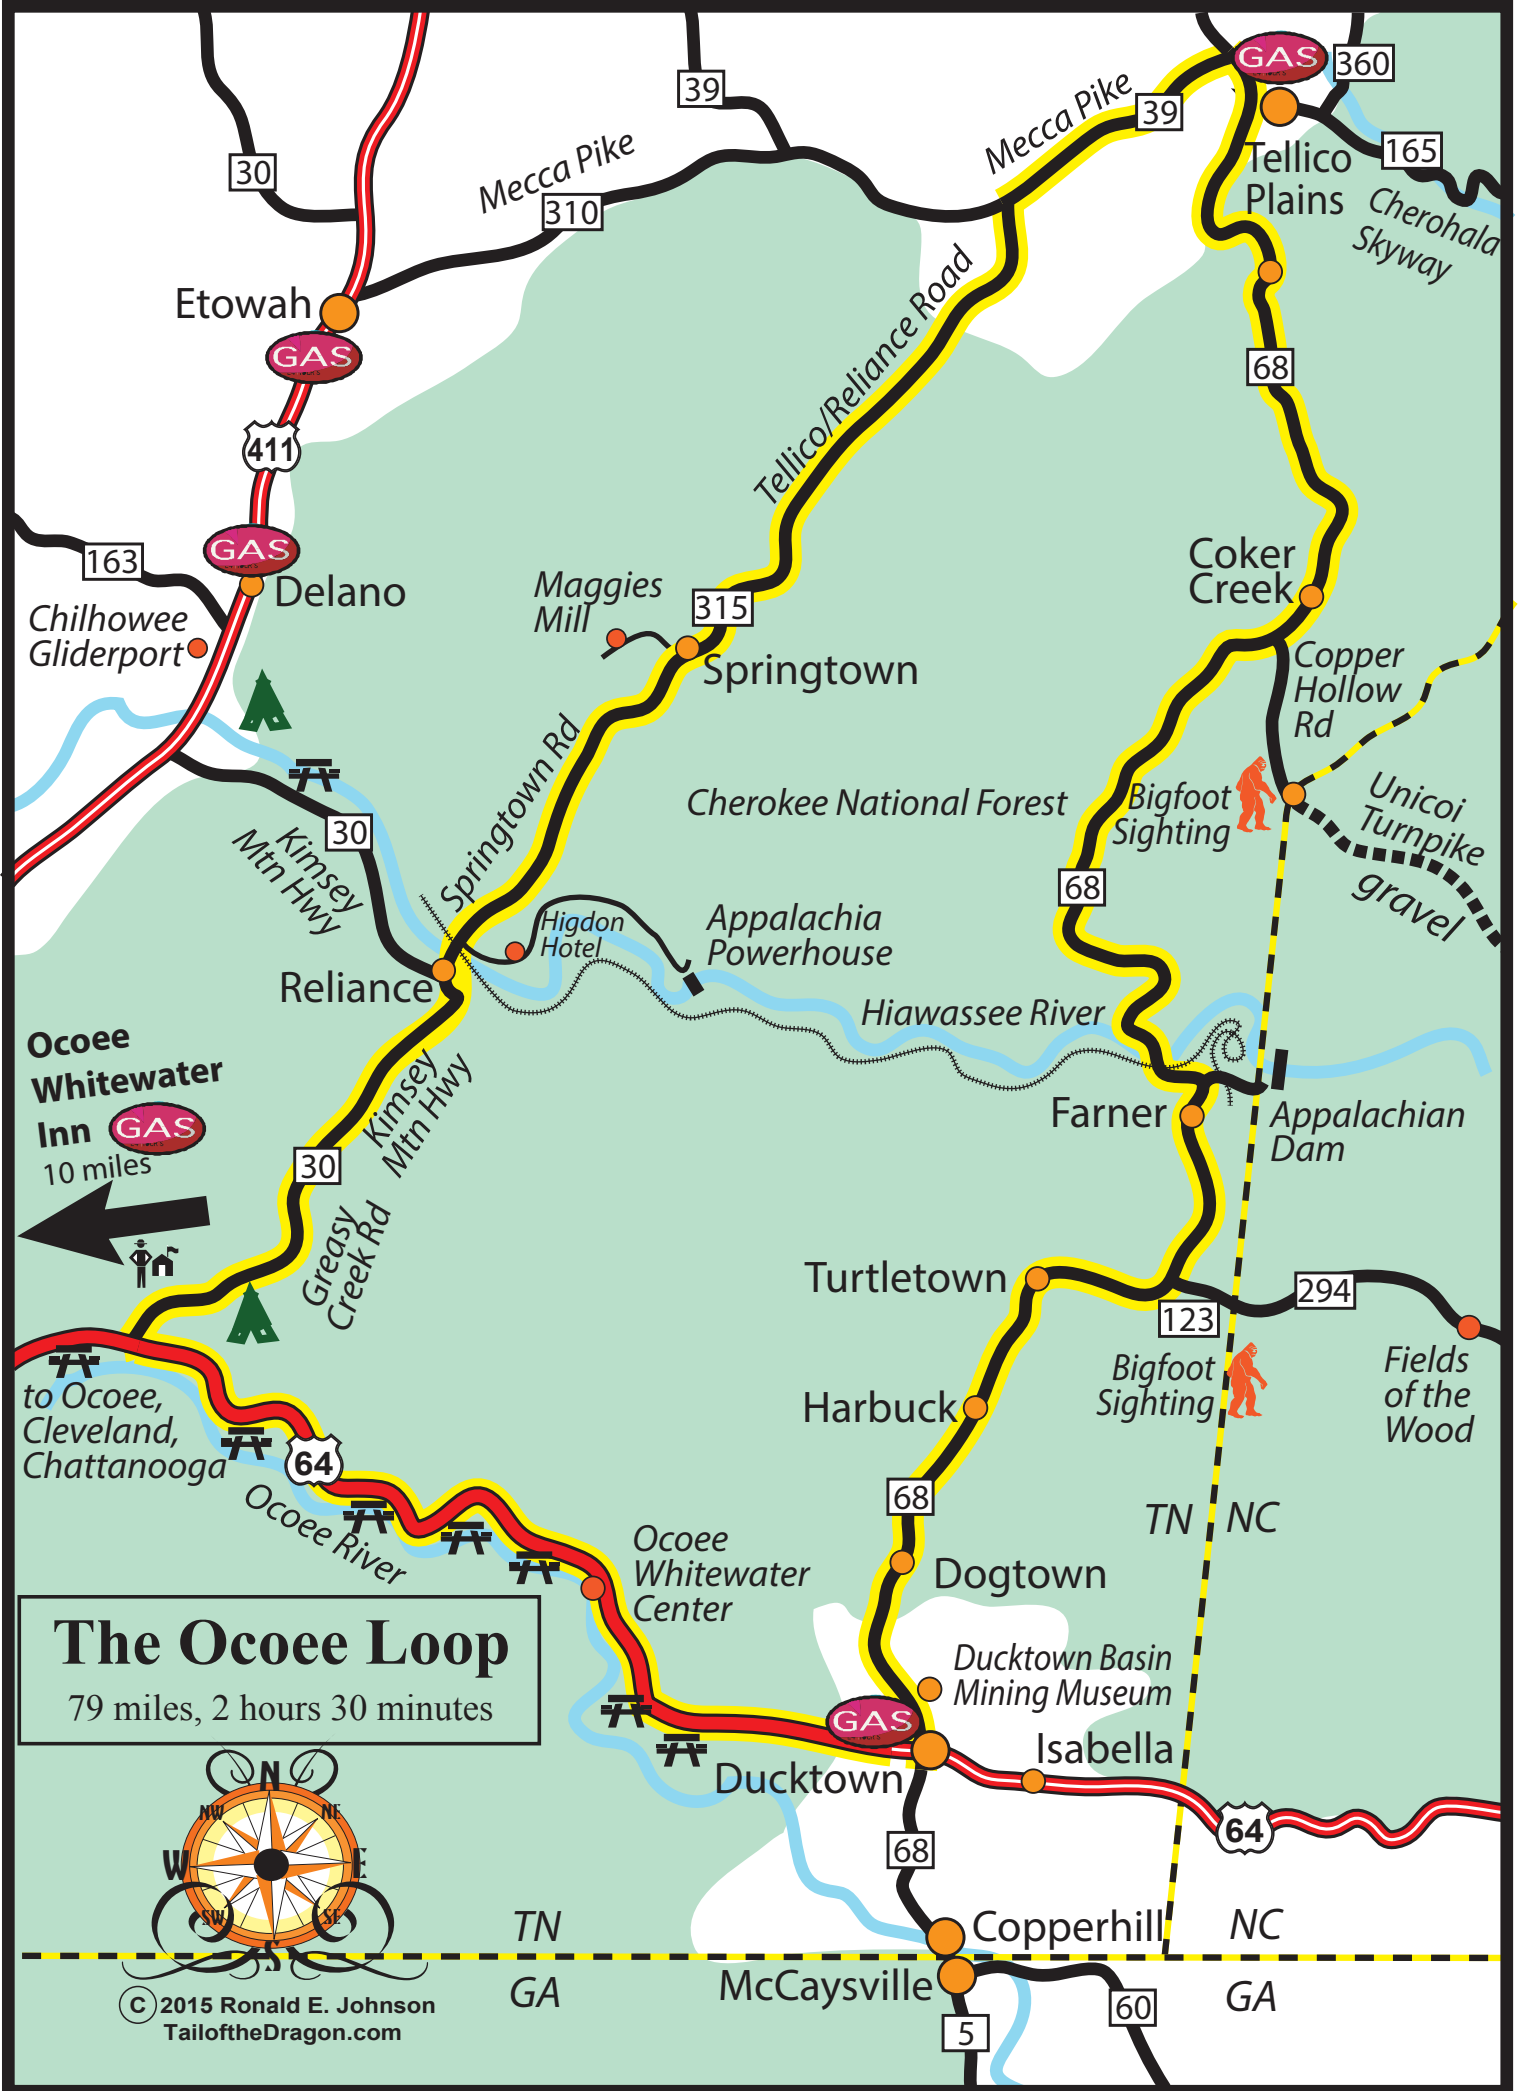 GAS
360
39
Mecca Pike
39
165
Tellico
Plains
Cherohala
Skyway
30
Mecca Pike
310
Etowah
GAS
Tellico/Reliance Road
68
411
GAS
163
Delano
Chilhowee
Gliderport
Maggies
Mill
315
Springtown
Coker
Creek
Copper
Hollow
Rd
Springtown Rd
Cherokee National Forest
Bigfoot
Sighting
Unicoi
Turnpike
gravel
30
Kimsey
Mtn Hwy
68
Higdon
Hotel
Appalachia
Powerhouse
Reliance
Hiawassee River
Ocoee
Whitewater
Inn
GAS
10 miles
Kimsey
Mtn Hwy
Farner
Appalachian
Dam
30
Greasy
Creek Rd
Turtletown
123
294
Bigfoot
Sighting
Fields
of the
Wood
to Ocoee,
Cleveland,
Chattanooga
Harbuck
64
Ocoee River
68
TN
NC
Ocoee
Whitewater
Center
Dogtown
The Ocoee Loop
79 miles, 2 hours 30 minutes
Ducktown Basin
Mining Museum
GAS
Isabella
Ducktown
64
68
N
NW
NE
W
E
SW
SE
S
TN
Copperhill
NC
GA
McCaysville
GA
60
5
C 2015 Ronald E. Johnson
TailoftheDragon.com